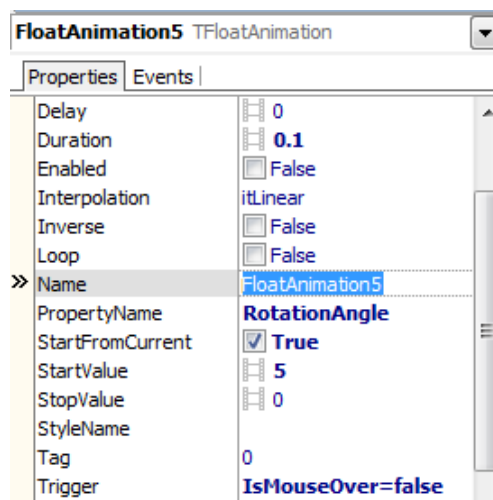 FloatAnimation5 TFloatAnimation
Properties Events
Delay 0
Duration 0.1
Enabled False
Interpolation itLinear
Inverse False
Loop False
Name FloatAnimation5
PropertyName RotationAngle
StartFromCurrent True
StartValue 5
StopValue 0
StyleName
Tag 0
Trigger IsMouseOver=false